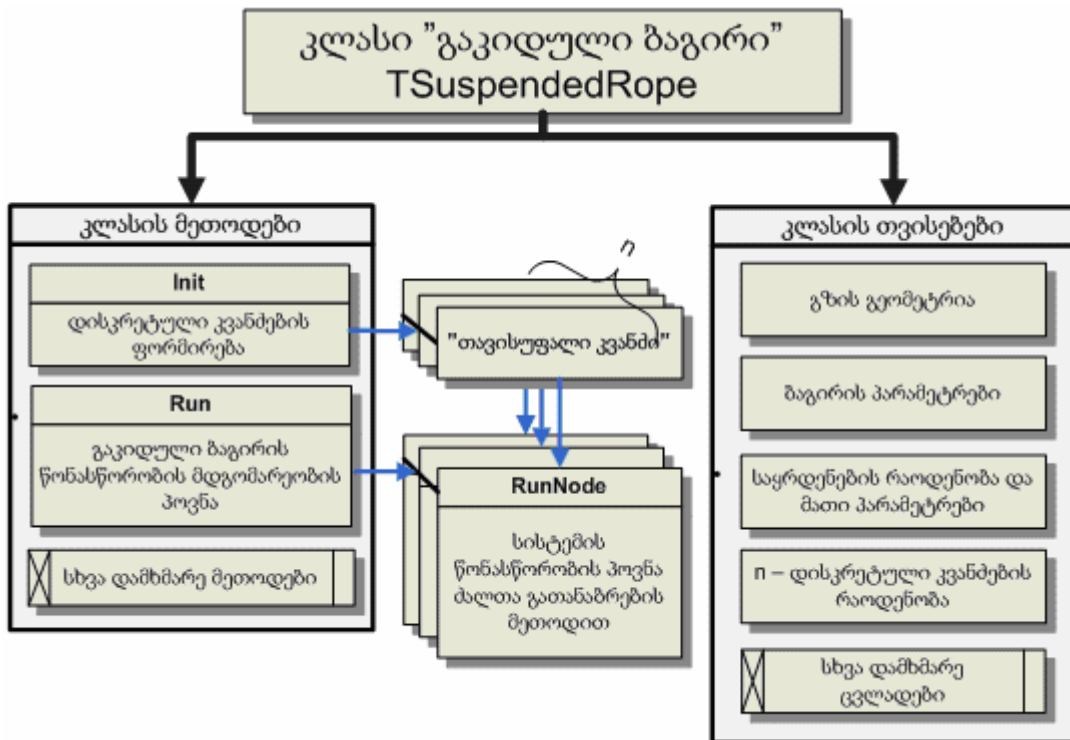 კლასი "გაკიდული ბაგირი"
TSuspendedRope
კლასის მეთოდები
Init
დისკრეტული კვანძების
ფორმირება
Run
გაკიდული ბაგირის
წონასწორობის მდგომარეობის
პოვნა
სხვა დამხმარე მეთოდები
n
"თავისუფალი კვანძი"
RunNode
სისტემის
წონასწორობის პოვნა
ძალთა გათანაბრების
მეთოდით
კლასის თვისებები
გზის გეომეტრია
ბაგირის პარამეტრები
საყრდენების რაოდენობა და
მათი პარამეტრები
n – დისკრეტული კვანძების
რაოდენობა
სხვა დამხმარე
ცვლადები